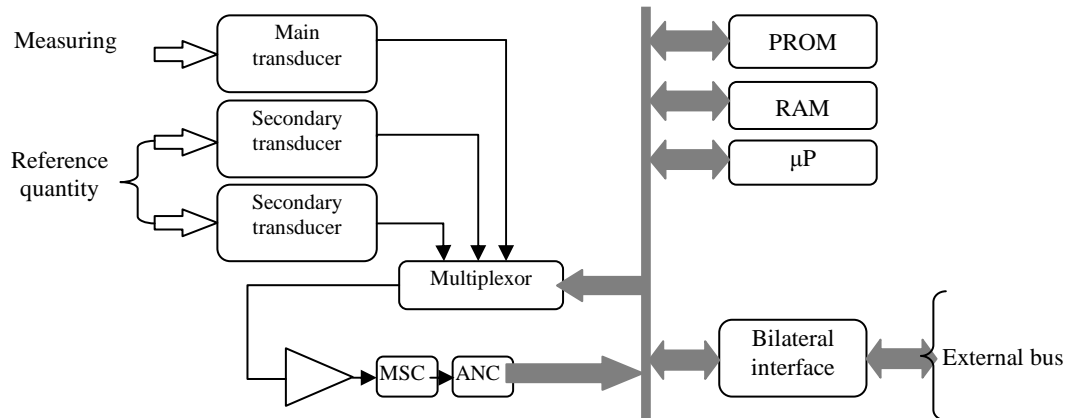 Measuring
Main
transducer
Secondary
transducer
Reference
quantity
Secondary
transducer
Multiplexor
MSC
ANC
PROM
RAM
μP
Bilateral
interface
External bus